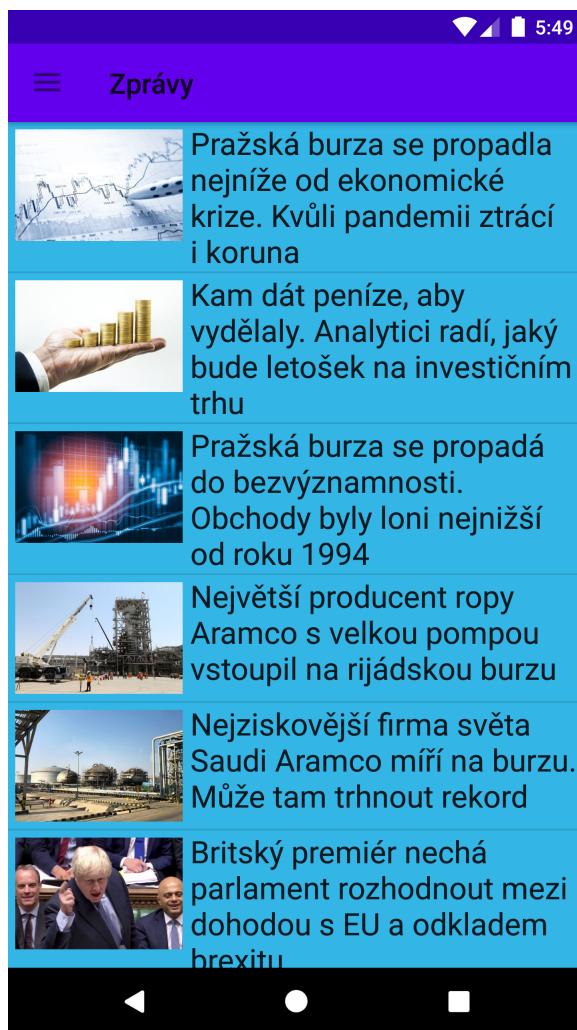 5:49
Zprávy
Pražská burza se propadla
nejníže od ekonomické
krize. Kvůli pandemii ztrácí
i koruna
Kam dát peníze, aby
vydělaly. Analytici radí, jaký
bude letošek na investičním
trhu
Pražská burza se propadá
do bezvýznamnosti.
Obchody byly loni nejnižší
od roku 1994
Největší producent ropy
Aramco s velkou pompou
vstoupil na rijádskou burzu
Nejziskovější firma světa
Saudi Aramco míří na burzu.
Může tam trhnout rekord
Britský premiér nechá
parlament rozhodnout mezi
dohodou s EU a odkladem
brexitu